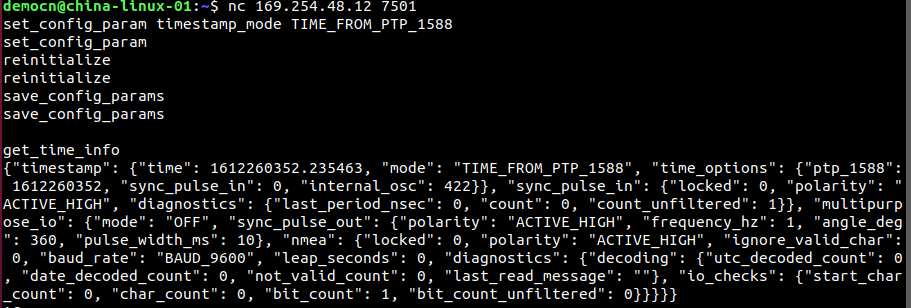 democn@china-linux-01:~$ nc 169.254.48.12 7501
set_config_param timestamp_mode TIME_FROM_PTP_1588
set_config_param
reinitialize
reinitialize
save_config_params
save_config_params
get_time_info
{"timestamp": {"time": 1612260352.235463, "mode": "TIME_FROM_PTP_1588", "time_options": {"ptp_1588":
 1612260352, "sync_pulse_in": 0, "internal_osc": 422}}, "sync_pulse_in": {"locked": 0, "polarity": "
ACTIVE_HIGH", "diagnostics": {"last_period_nsec": 0, "count": 0, "count_unfiltered": 1}}, "multipurp
ose_io": {"mode": "OFF", "sync_pulse_out": {"polarity": "ACTIVE_HIGH", "frequency_hz": 1, "angle_deg
": 360, "pulse_width_ms": 10}, "nmea": {"locked": 0, "polarity": "ACTIVE_HIGH", "ignore_valid_char":
 0, "baud_rate": "BAUD_9600", "leap_seconds": 0, "diagnostics": {"decoding": {"utc_decoded_count": 0
, "date_decoded_count": 0, "not_valid_count": 0, "last_read_message": ""}, "io_checks": {"start_char
_count": 0, "char_count": 0, "bit_count": 1, "bit_count_unfiltered": 0}}}}}